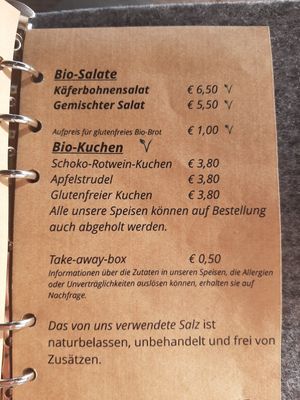 Bio-Salate
Käferbohnensalat € 6,50
Gemischter Salat € 5,50
Aufpreis für glutenfreies Bio-Brot € 1,00
Bio-Kuchen
Schoko-Rotwein-Kuchen € 3,80
Apfelstrudel € 3,80
Glutenfreier Kuchen € 3,80
Alle unsere Speisen können auf Bestellung
auch abgeholt werden.
Take-away-box € 0,50
Informationen über die Zutaten in unseren Speisen, die Allergien
oder Unverträglichkeiten auslösen können, erhalten sie auf
Nachfrage.
Das von uns verwendete Salz ist
naturbelassen, unbehandelt und frei von
Zusätzen.